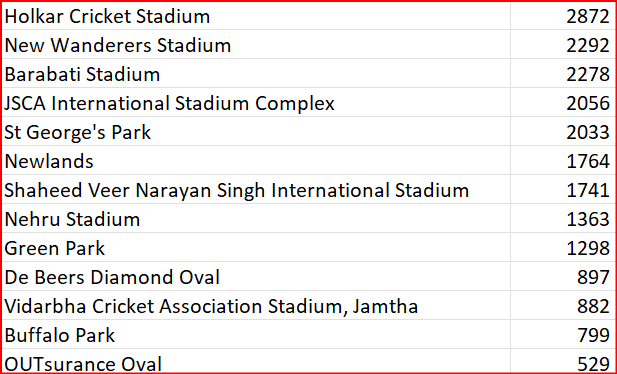 Holkar Cricket Stadium 2872
New Wanderers Stadium 2292
Barabati Stadium 2278
JSCA International Stadium Complex 2056
St George's Park 2033
Newlands 1764
Shaheed Veer Narayan Singh International Stadium 1741
Nehru Stadium 1363
Green Park 1298
De Beers Diamond Oval 897
Vidarbha Cricket Association Stadium, Jamtha 882
Buffalo Park 799
OUTsurance Oval 529